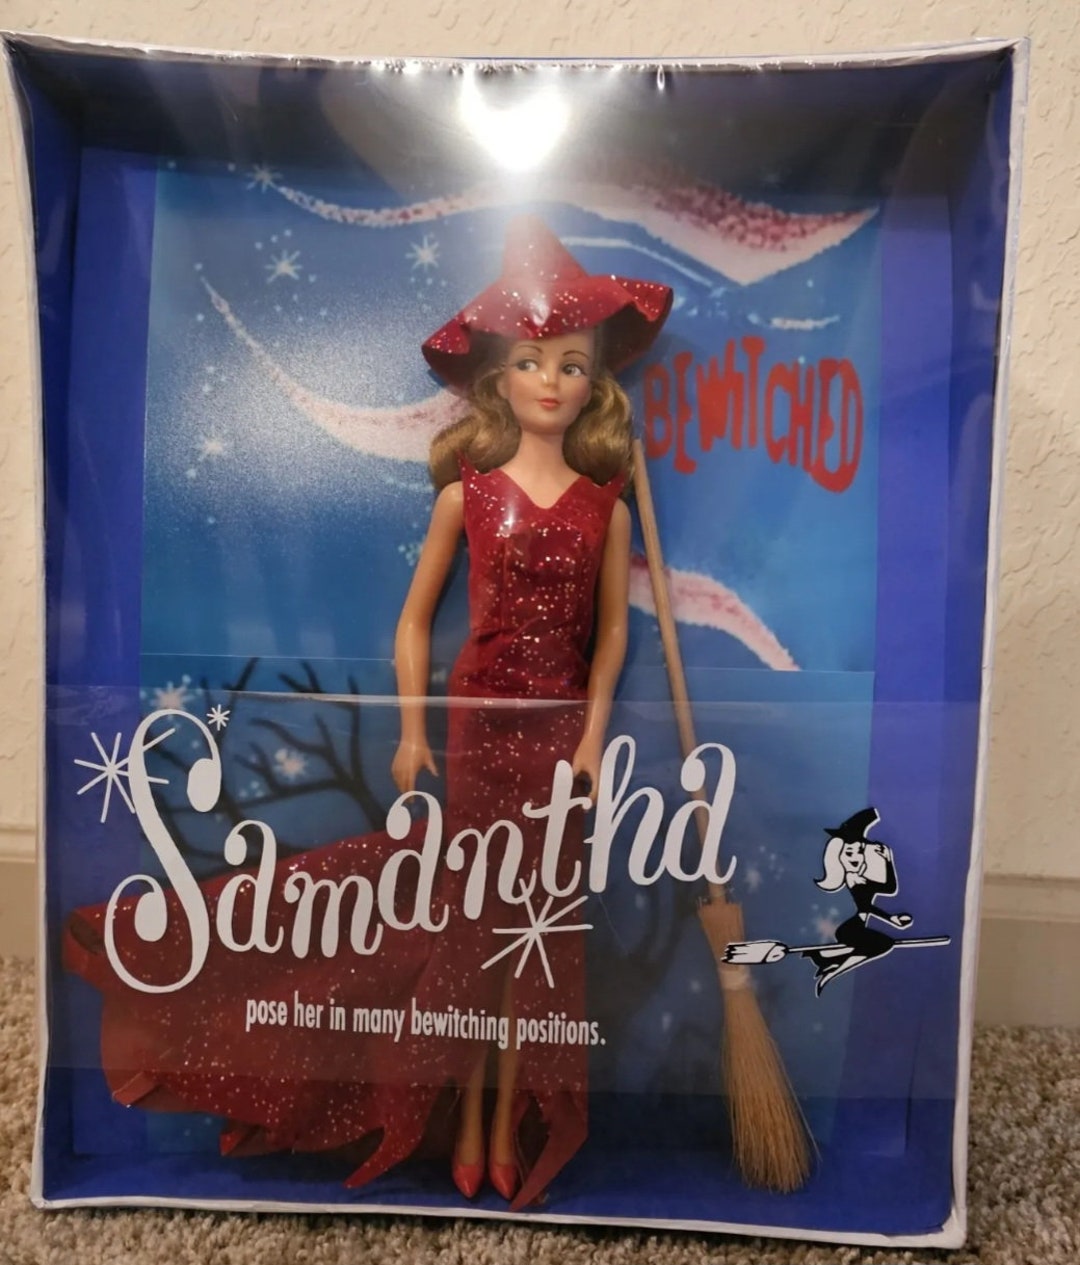 BEWITCHED
Samantha
pose her in many bewitching positions.